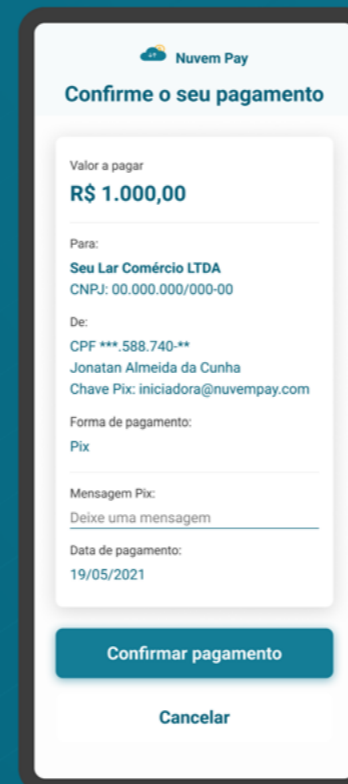 Nuvem Pay
Confirme o seu pagamento
Valor a pagar
R$ 1.000,00
Para:
Seu Lar Comércio LTDA
CNPJ: 00.000.000/000-00
De:
CPF ***.588.740-**
Jonatan Almeida da Cunha
Chave Pix: iniciadora@nuvempay.com
Forma de pagamento:
Pix
Mensagem Pix:
Deixe uma mensagem
Data de pagamento:
19/05/2021
Confirmar pagamento
Cancelar